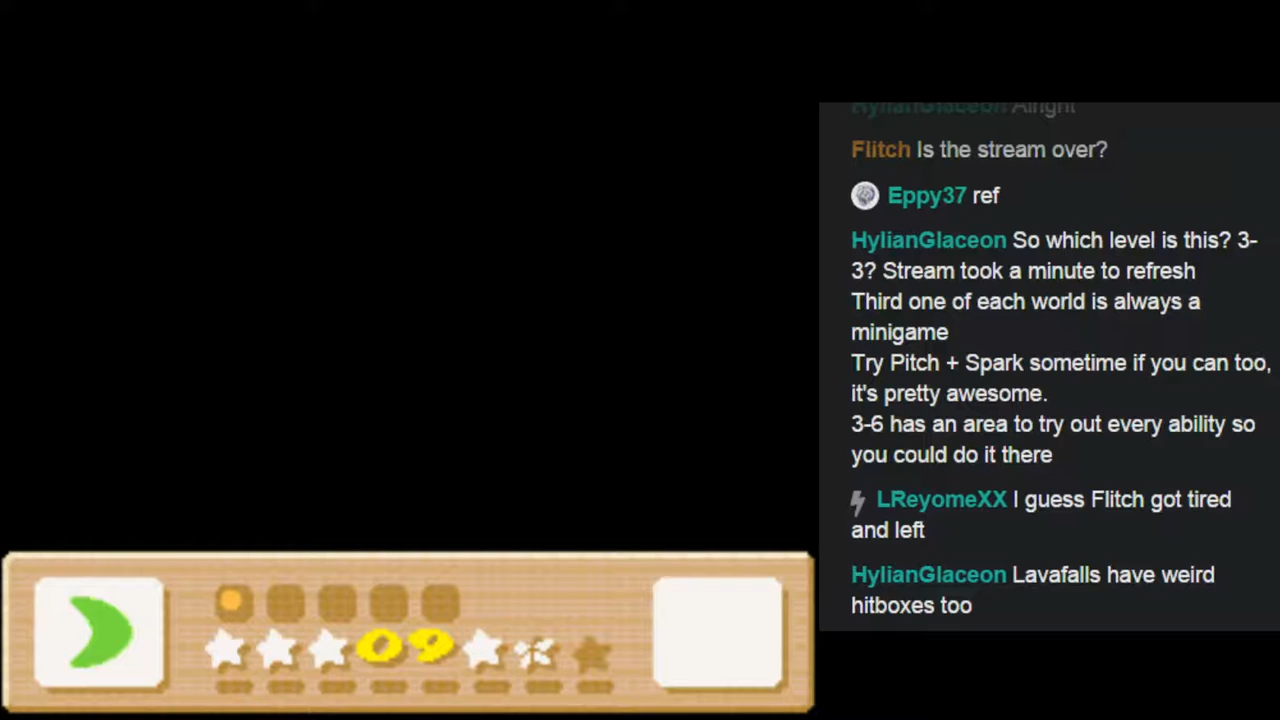 HylianGlaceon Alright
Flitch Is the stream over?
Eppy37 ref
HylianGlaceon So which level is this? 3-
3? Stream took a minute to refresh
Third one of each world is always a
minigame
Try Pitch + Spark sometime if you can too,
it's pretty awesome.
3-6 has an area to try out every ability so
you could do it there
LReyomeXX I guess Flitch got tired
and left
HylianGlaceon Lavafalls have weird
hitboxes too
09